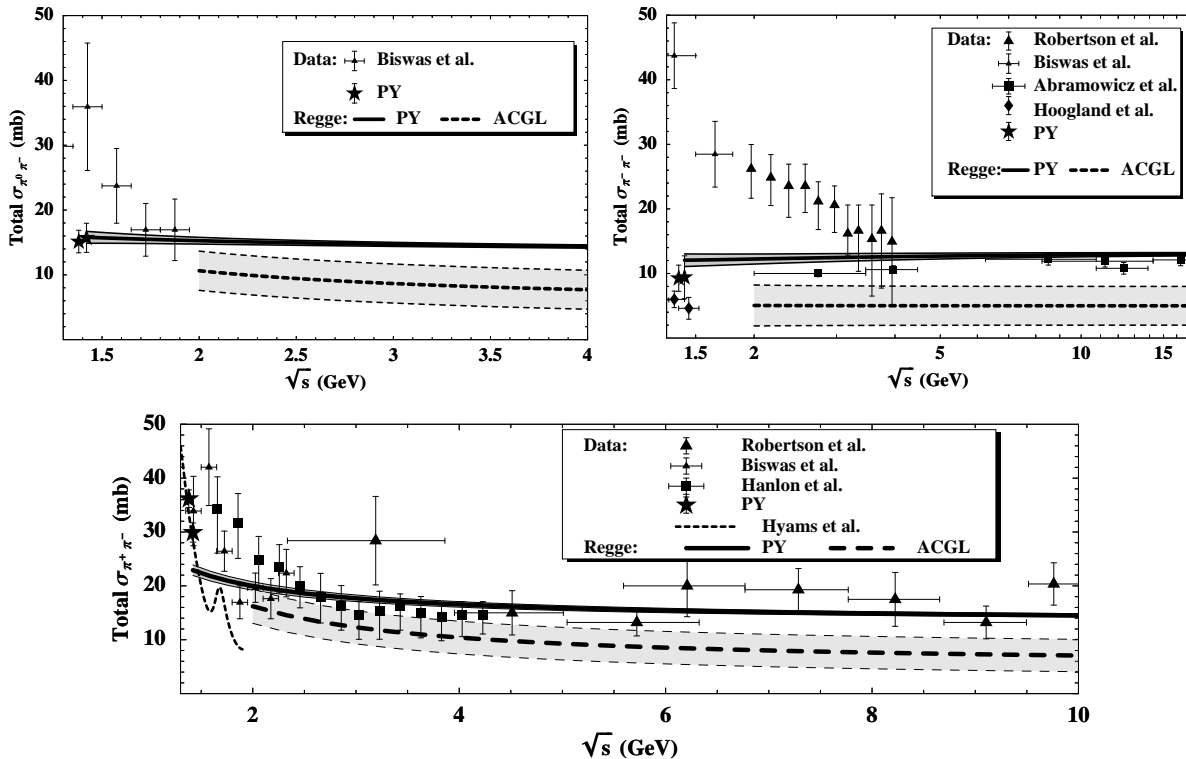 50
40
30
20
10
Total σ π⁰ π⁻ (mb)
Data: Biswas et al.
PY
Regge: PY ACGL
1.5 2 2.5 3 3.5 4
√s (GeV)
50
40
30
20
10
Total σ π⁻ π⁻ (mb)
Data: Robertson et al.
Biswas et al.
Abramowicz et al.
Hoogland et al.
PY
Regge: PY ACGL
1.5 2 5 10 15
√s (GeV)
50
40
30
20
10
Total σ π⁺ π⁻ (mb)
Data: Robertson et al.
Biswas et al.
Hanlon et al.
PY
Hyams et al.
Regge: PY ACGL
2 4 6 8 10
√s (GeV)